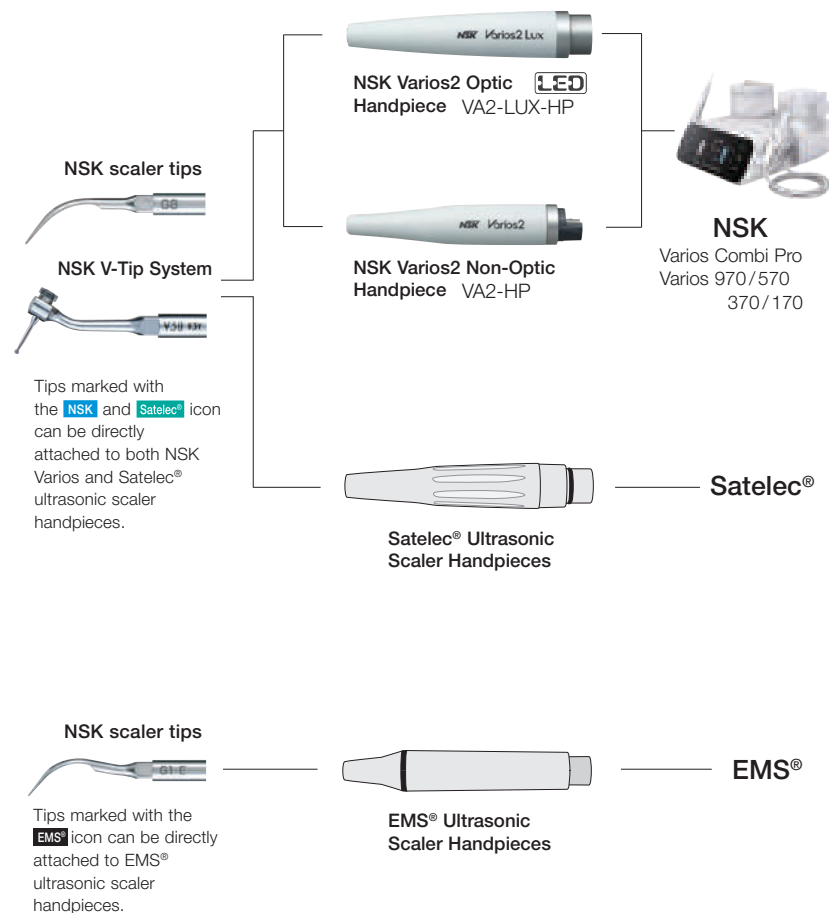 NSK Varios2 Lux
NSK Varios2 Optic LED
Handpiece VA2-LUX-HP
NSK scaler tips
G8
NSK Varios2
NSK V-Tip System
NSK Varios2 Non-Optic
Handpiece VA2-HP
NSK
Varios Combi Pro
Varios 970/570
370/170
Tips marked with
the NSK and Satelec® icon
can be directly
attached to both NSK
Varios and Satelec®
ultrasonic scaler
handpieces.
Satelec®
Satelec® Ultrasonic
Scaler Handpieces
NSK scaler tips
G1-E
EMS®
Tips marked with the
EMS® icon can be directly
attached to EMS®
ultrasonic scaler
handpieces.
EMS® Ultrasonic
Scaler Handpieces